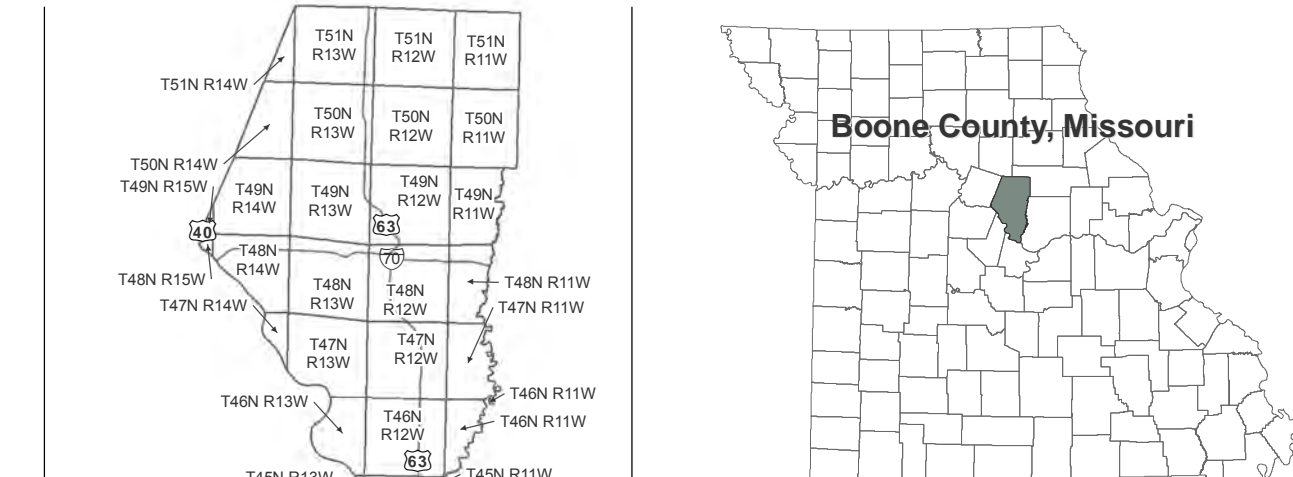 T51N
R13W
T51N
R12W
T51N
R11W
T51N R14W
T50N
R13W
T50N
R12W
T50N
R11W
T50N R14W
T49N R15W
T49N
R14W
T49N
R13W
T49N
R12W
T49N
R11W
40
63
70
T48N
R14W
T48N R15W
T48N
R13W
T48N
R12W
T48N R11W
T47N R14W
T47N R11W
T47N
R13W
T47N
R12W
T46N R13W
T46N R11W
T46N
R12W
T46N R11W
63
T45N R13W
T45N R11W
Boone County, Missouri